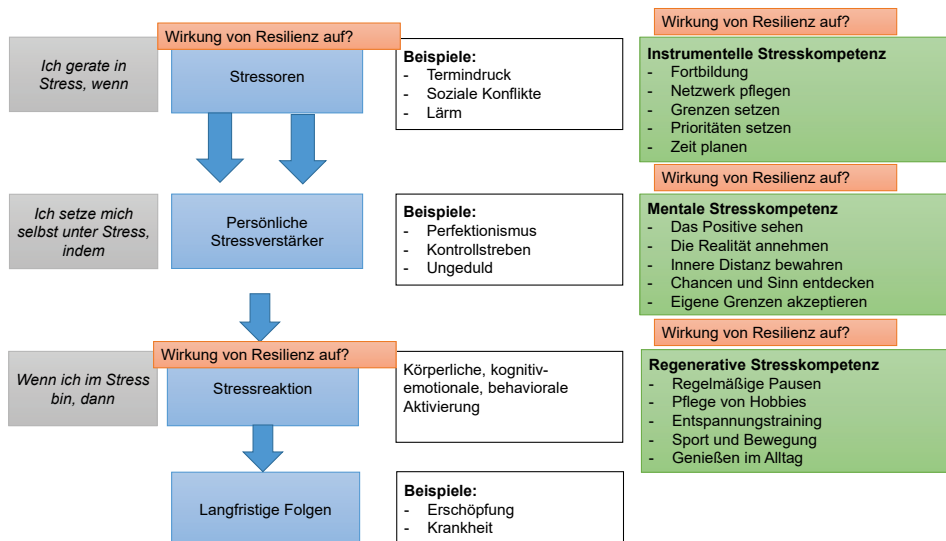 Wirkung von Resilienz auf?
Ich gerate in
Stress, wenn
Stressoren
Beispiele:
- Termindruck
- Soziale Konflikte
- Lärm
Wirkung von Resilienz auf?
Instrumentelle Stresskompetenz
- Fortbildung
- Netzwerk pflegen
- Grenzen setzen
- Prioritäten setzen
- Zeit planen
Ich setze mich
selbst unter Stress,
indem
Persönliche
Stressverstärker
Beispiele:
- Perfektionismus
- Kontrollstreben
- Ungeduld
Wirkung von Resilienz auf?
Mentale Stresskompetenz
- Das Positive sehen
- Die Realität annehmen
- Innere Distanz bewahren
- Chancen und Sinn entdecken
- Eigene Grenzen akzeptieren
Wirkung von Resilienz auf?
Wenn ich im Stress
bin, dann
Stressreaktion
Körperliche, kognitiv-
emotionale, behaviorale
Aktivierung
Wirkung von Resilienz auf?
Regenerative Stresskompetenz
- Regelmäßige Pausen
- Pflege von Hobbies
- Entspannungstraining
- Sport und Bewegung
- Genießen im Alltag
Langfristige Folgen
Beispiele:
- Erschöpfung
- Krankheit